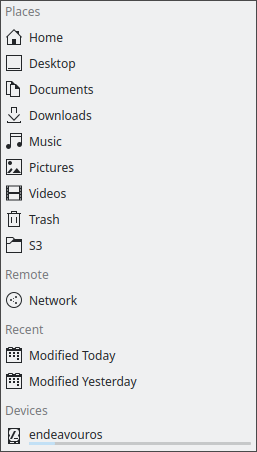 Places
Home
Desktop
Documents
Downloads
Music
Pictures
Videos
Trash
S3
Remote
Network
Recent
Modified Today
Modified Yesterday
Devices
endeavouros